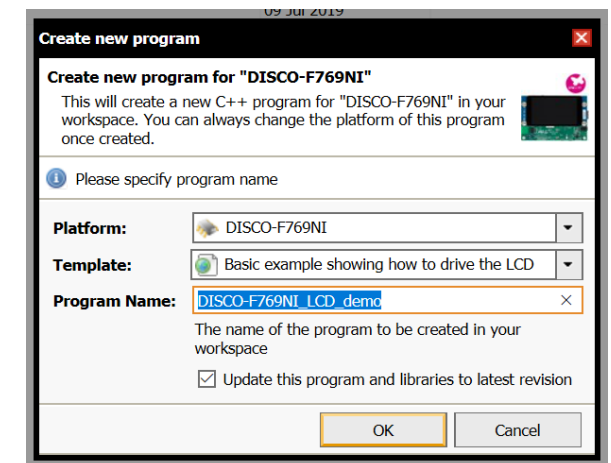 09 Jul 2019
Create new program
Create new program for "DISCO-F769NI"
This will create a new C++ program for "DISCO-F769NI" in your
workspace. You can always change the platform of this program
once created.
Please specify program name
Platform: DISCO-F769NI
Template: Basic example showing how to drive the LCD
Program Name: DISCO-F769NI_LCD_demo
The name of the program to be created in your
workspace
Update this program and libraries to latest revision
OK Cancel